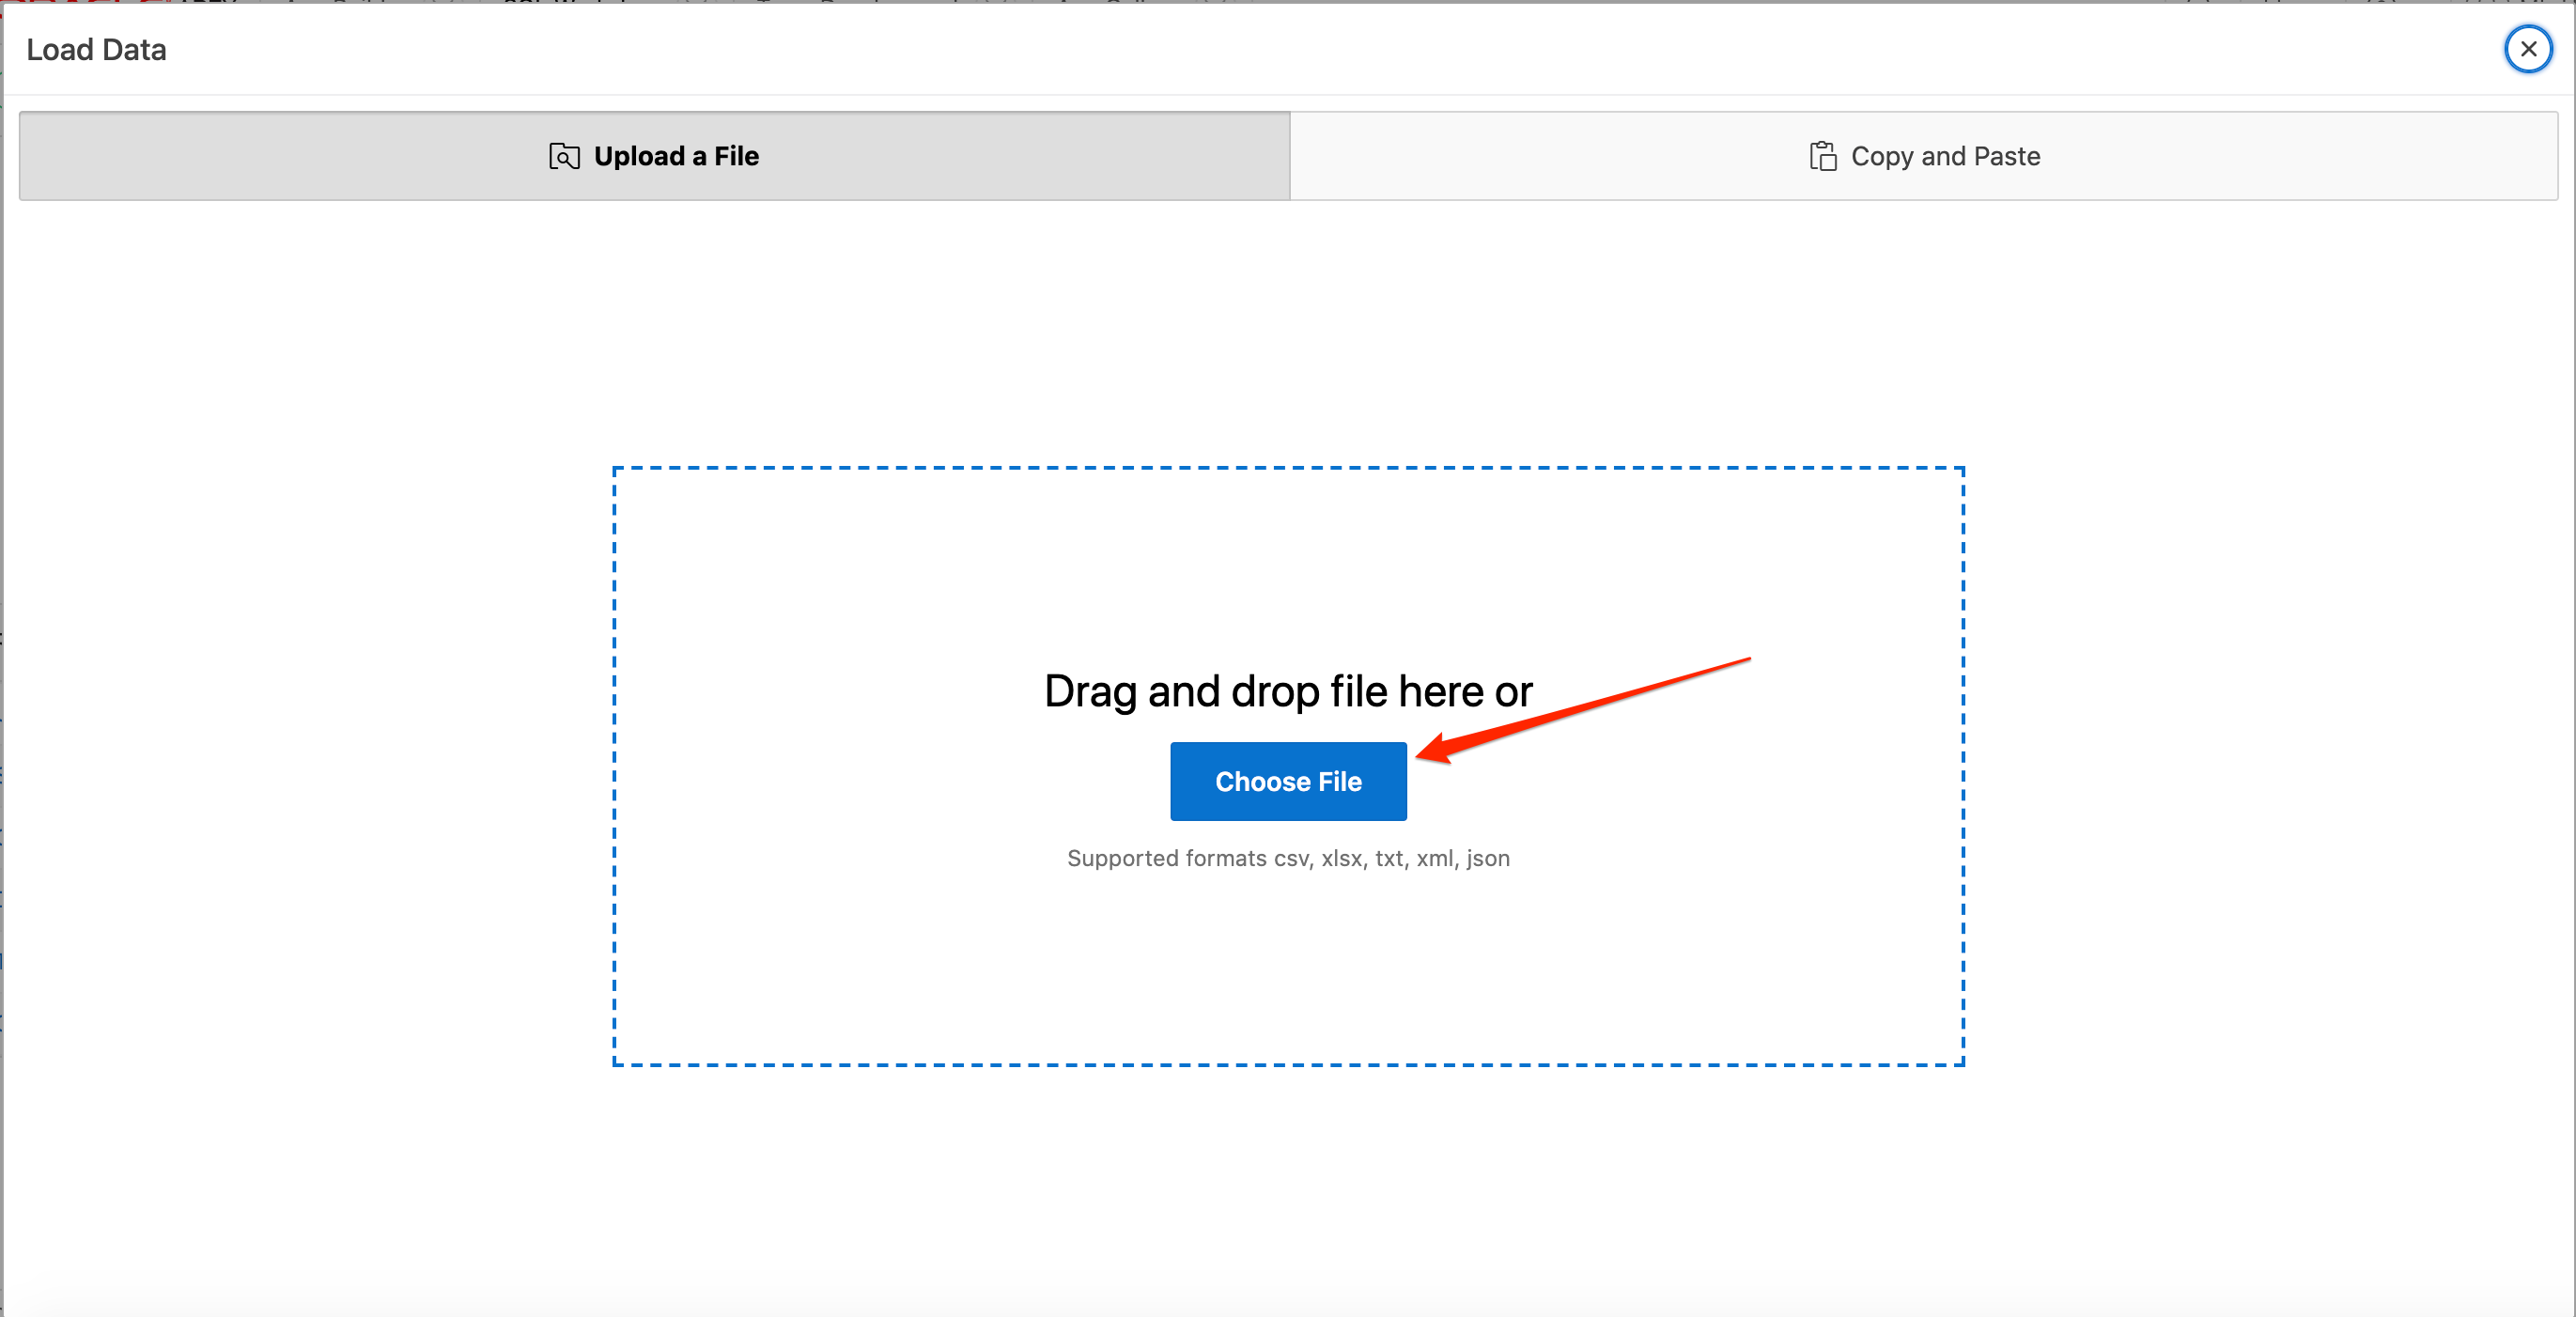 Load Data
Upload a File
Copy and Paste
Drag and drop file here or
Choose File
Supported formats csv, xlsx, txt, xml, json